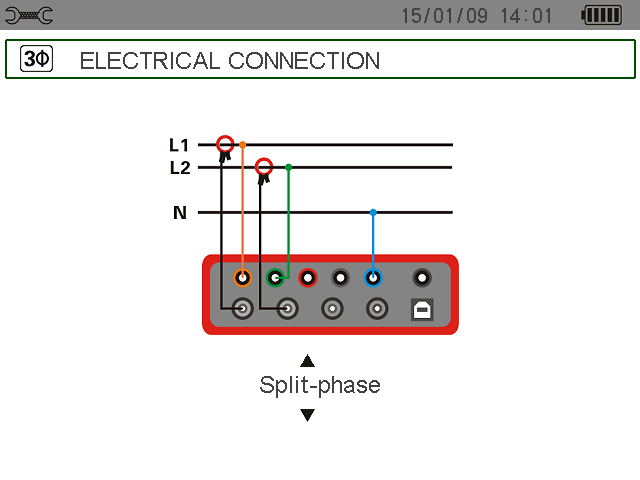 15/01/09 14:01
3Φ ELECTRICAL CONNECTION
L1
L2
N
Split-phase